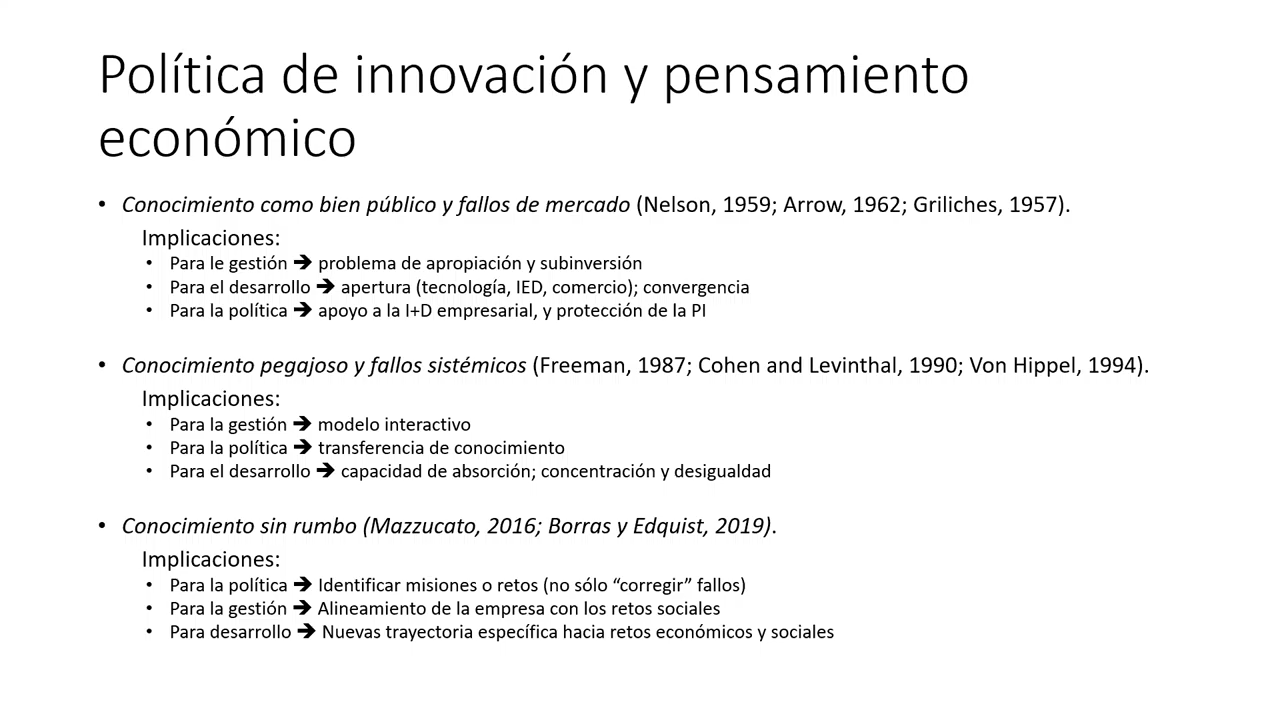 Política de innovación y pensamiento
económico
• Conocimiento como bien público y fallos de mercado (Nelson, 1959; Arrow, 1962; Griliches, 1957).
Implicaciones:
• Para le gestión ➔ problema de apropiación y subinversión
• Para el desarrollo ➔ apertura (tecnología, IED, comercio); convergencia
• Para la política ➔ apoyo a la I+D empresarial, y protección de la PI
• Conocimiento pegajoso y fallos sistémicos (Freeman, 1987; Cohen and Levinthal, 1990; Von Hippel, 1994).
Implicaciones:
• Para la gestión ➔ modelo interactivo
• Para la política ➔ transferencia de conocimiento
• Para el desarrollo ➔ capacidad de absorción; concentración y desigualdad
• Conocimiento sin rumbo (Mazzucato, 2016; Borras y Edquist, 2019).
Implicaciones:
• Para la política ➔ Identificar misiones o retos (no sólo “corregir” fallos)
• Para la gestión ➔ Alineamiento de la empresa con los retos sociales
• Para desarrollo ➔ Nuevas trayectoria específica hacia retos económicos y sociales